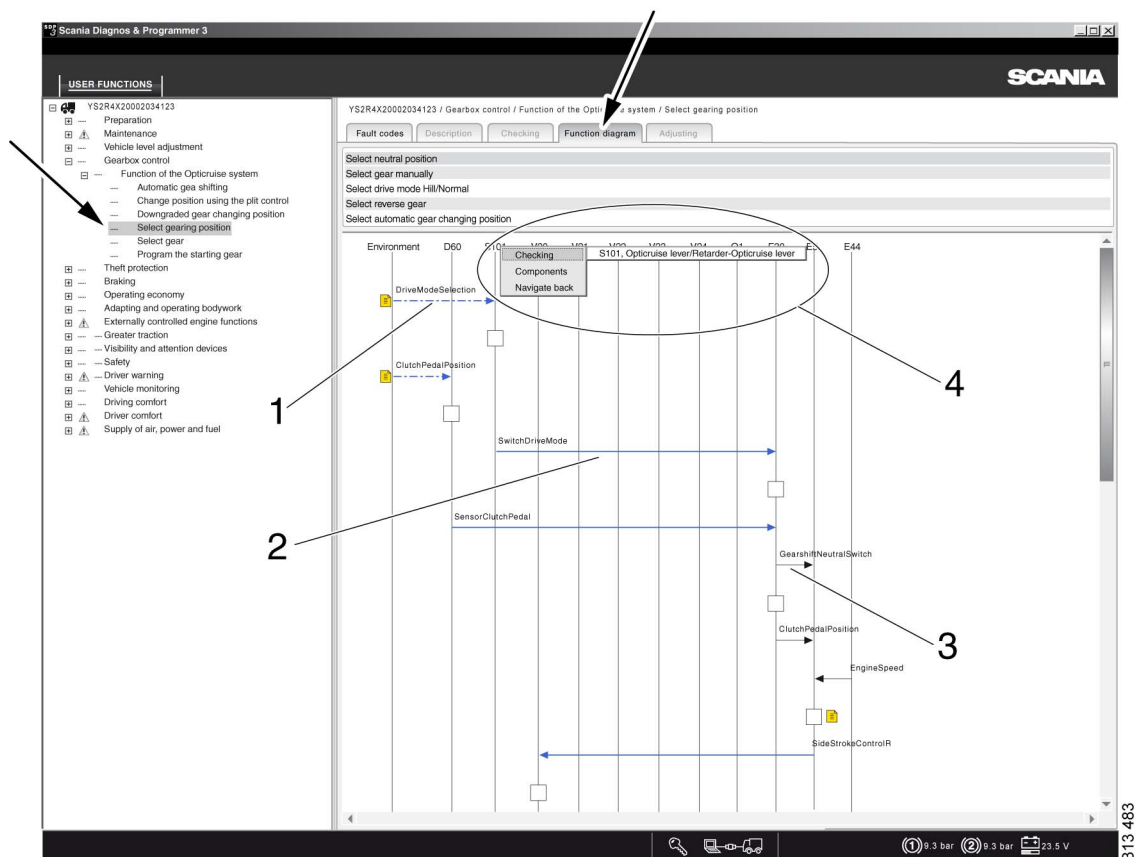 SDP 3 Scania Diagnos & Programmer 3
USER FUNCTIONS
SCANIA
YS2R4X20002034123
Preparation
Maintenance
Vehicle level adjustment
Gearbox control
Function of the Opticruise system
Automatic gea shifting
Change position using the plit control
Downgraded gear changing position
Select gearing position
Select gear
Program the starting gear
Theft protection
Braking
Operating economy
Adapting and operating bodywork
Externally controlled engine functions
Greater traction
Visibility and attention devices
Safety
Driver warning
Vehicle monitoring
Driving comfort
Driver comfort
Supply of air, power and fuel
YS2R4X20002034123 / Gearbox control / Function of the system / Select gearing position
Fault codes Description Checking Function diagram Adjusting
Select neutral position
Select gear manually
Select drive mode Hill/Normal
Select reverse gear
Select automatic gear changing position
Environment D60 E44
Checking S101, Opticruise lever/Retarder-Opticruise lever
Components
Navigate back
DriveModeSelection
1
4
ClutchPedalPosition
SwitchDriveMode
2
SensorClutchPedal
GearshiftNeutralSwitch
3
ClutchPedalPosition
EngineSpeed
SideStrokeControlR
(1) 9.3 bar (2) 9.3 bar 23.5 V
313 483